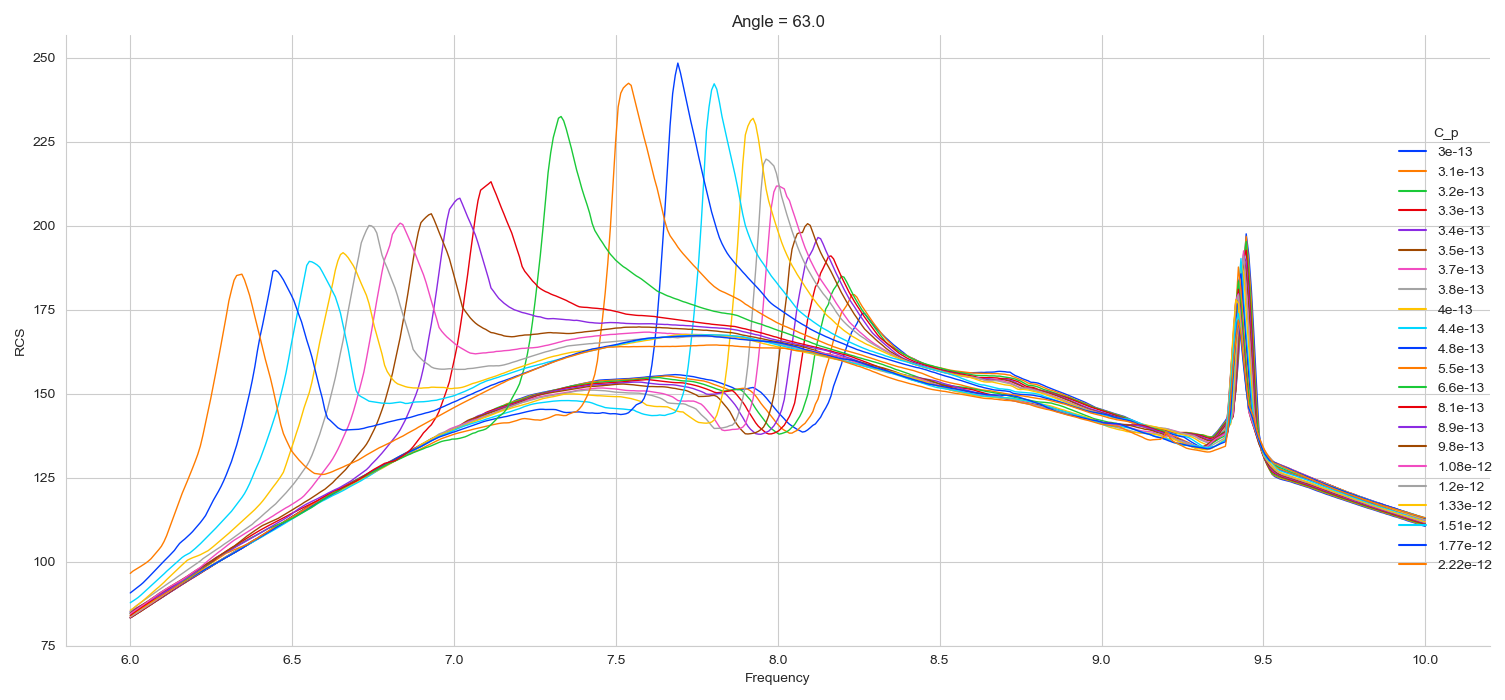 Angle = 63.0
RCS
250
225
200
175
150
125
100
75
6.0 6.5 7.0 7.5 8.0 8.5 9.0 9.5 10.0
Frequency
C_p
3e-13
3.1e-13
3.2e-13
3.3e-13
3.4e-13
3.5e-13
3.7e-13
3.8e-13
4e-13
4.4e-13
4.8e-13
5.5e-13
6.6e-13
8.1e-13
8.9e-13
9.8e-13
1.08e-12
1.2e-12
1.33e-12
1.51e-12
1.77e-12
2.22e-12